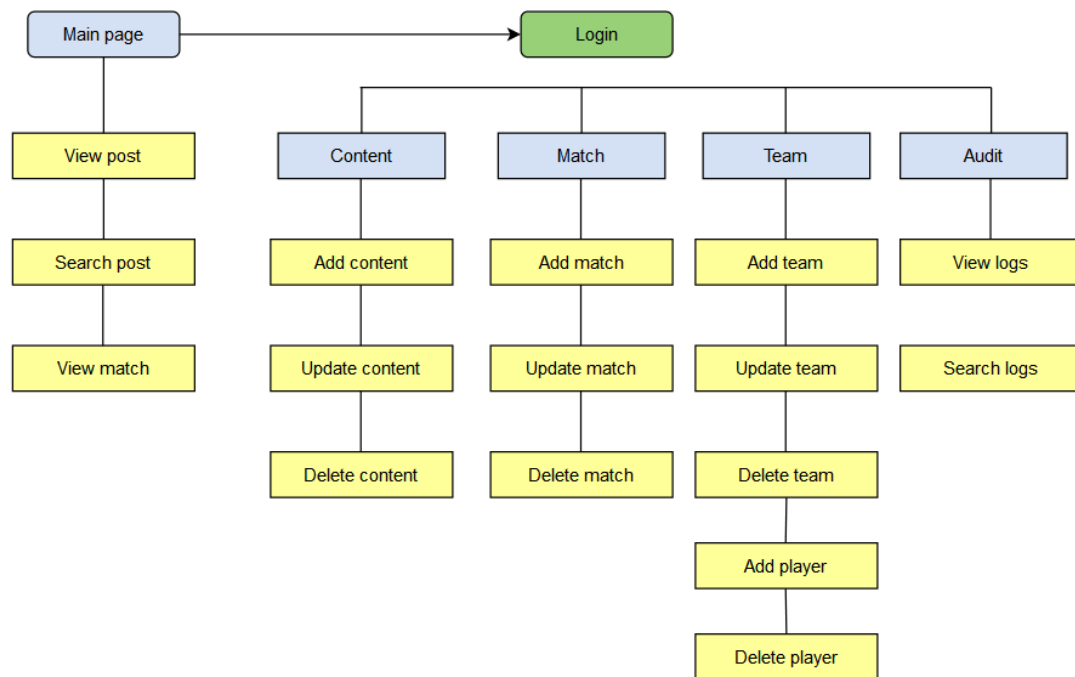 Main page
Login
View post
Content
Match
Team
Audit
Search post
Add content
Add match
Add team
View logs
View match
Update content
Update match
Update team
Search logs
Delete content
Delete match
Delete team
Add player
Delete player